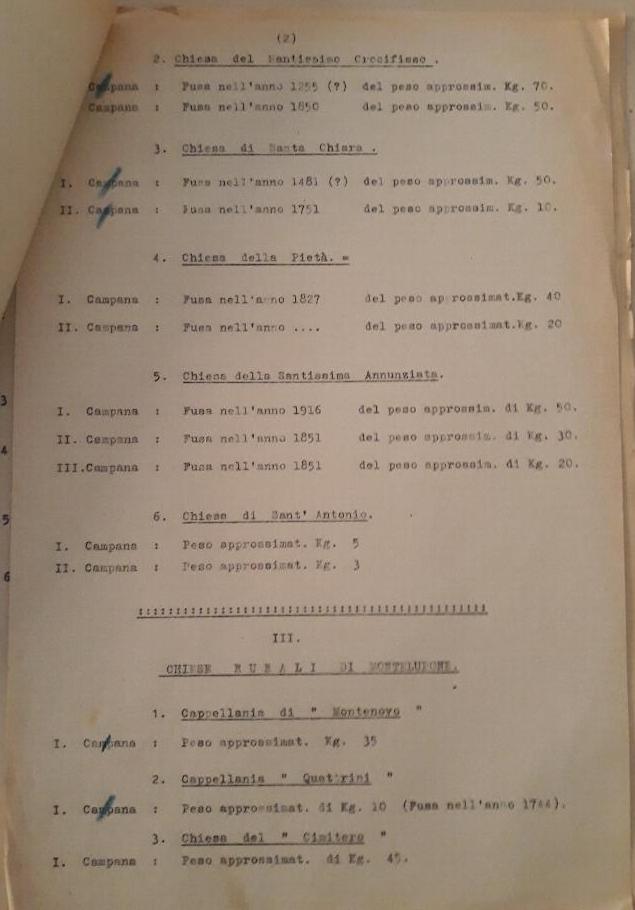 (2)
2. Chiesa del Santissimo Crocifisso .
Campana : Fusa nell'anno 1255 (?) del peso approssim. Kg. 70.
Campana : Fusa nell'anno 1850 del peso approssim. Kg. 50.
3. Chiesa di Santa Chiara .
I. Campana : Fusa nell'anno 1481 (?) del peso approssim. Kg. 50.
II. Campana : Fusa nell'anno 1751 del peso approssim. Kg. 10.
4. Chiesa della Pietà. =
I. Campana : Fusa nell'anno 1827 del peso approssimat.Kg. 40
II. Campana : Fusa nell'anno .... del peso approssimat.Kg. 20
5. Chiesa della Santissima Annunziata.
3
I. Campana : Fusa nell'anno 1916 del peso approssim. di Kg. 50.
4
II. Campana : Fusa nell'anno 1851 del peso approssim. di Kg. 30.
III.Campana : Fusa nell'anno 1851 del peso approssim. di Kg. 20.
5
6. Chiesa di Sant' Antonio.
I. Campana : Peso approssimat. Kg. 5
6
II. Campana : Peso approssimat. Kg. 3
::::::::::::::::::::::::::::::::::::::::::::::
III.
CHIESE R U R A L I DI MONTELUPONE.
1. Cappellania di " Montenovo "
I. Campana : Peso approssimat. Kg. 35
2. Cappellania " Quattrini "
I. Campana : Peso approssimat. di Kg. 10 (Fusa nell'anno 1744).
3. Chiesa del " Cimitero "
I. Campana : Peso approssimat. di Kg. 45.